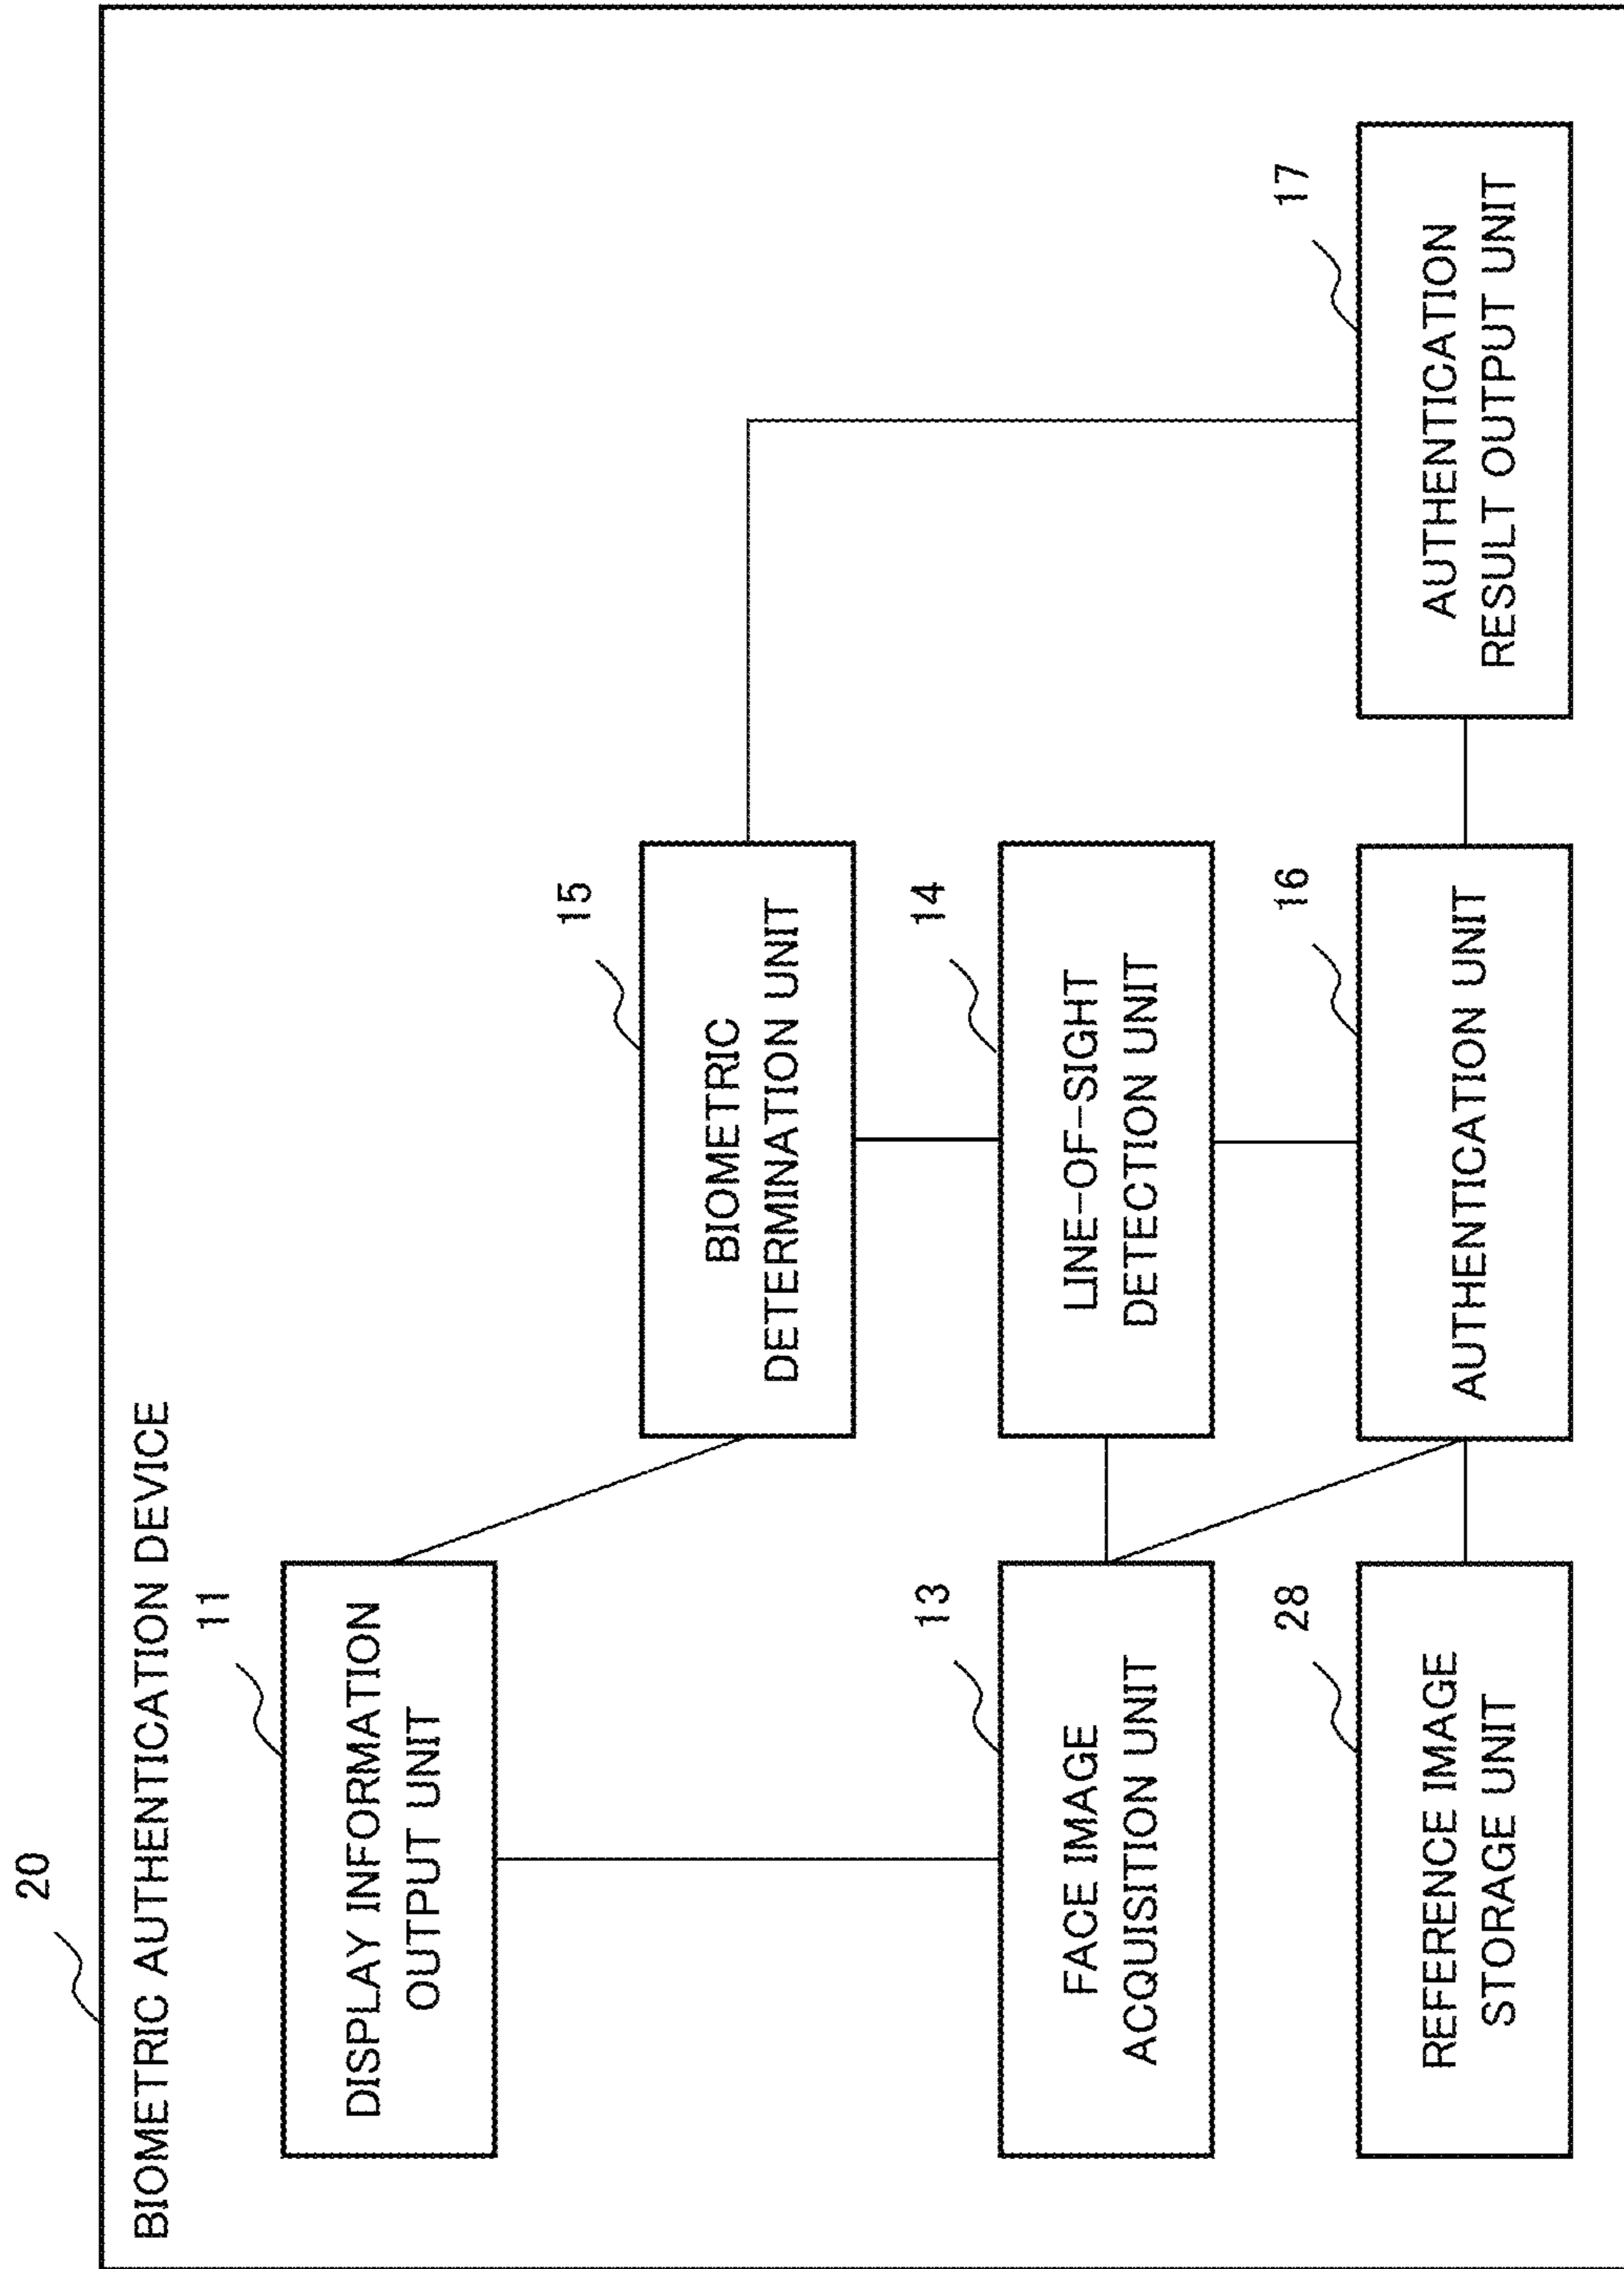 20
BIOMETRIC AUTHENTICATION DEVICE
11
DISPLAY INFORMATION
OUTPUT UNIT
15
BIOMETRIC
DETERMINATION UNIT
13
FACE IMAGE
ACQUISITION UNIT
14
LINE-OF-SIGHT
DETECTION UNIT
28
REFERENCE IMAGE
STORAGE UNIT
16
AUTHENTICATION UNIT
17
AUTHENTICATION
RESULT OUTPUT UNIT